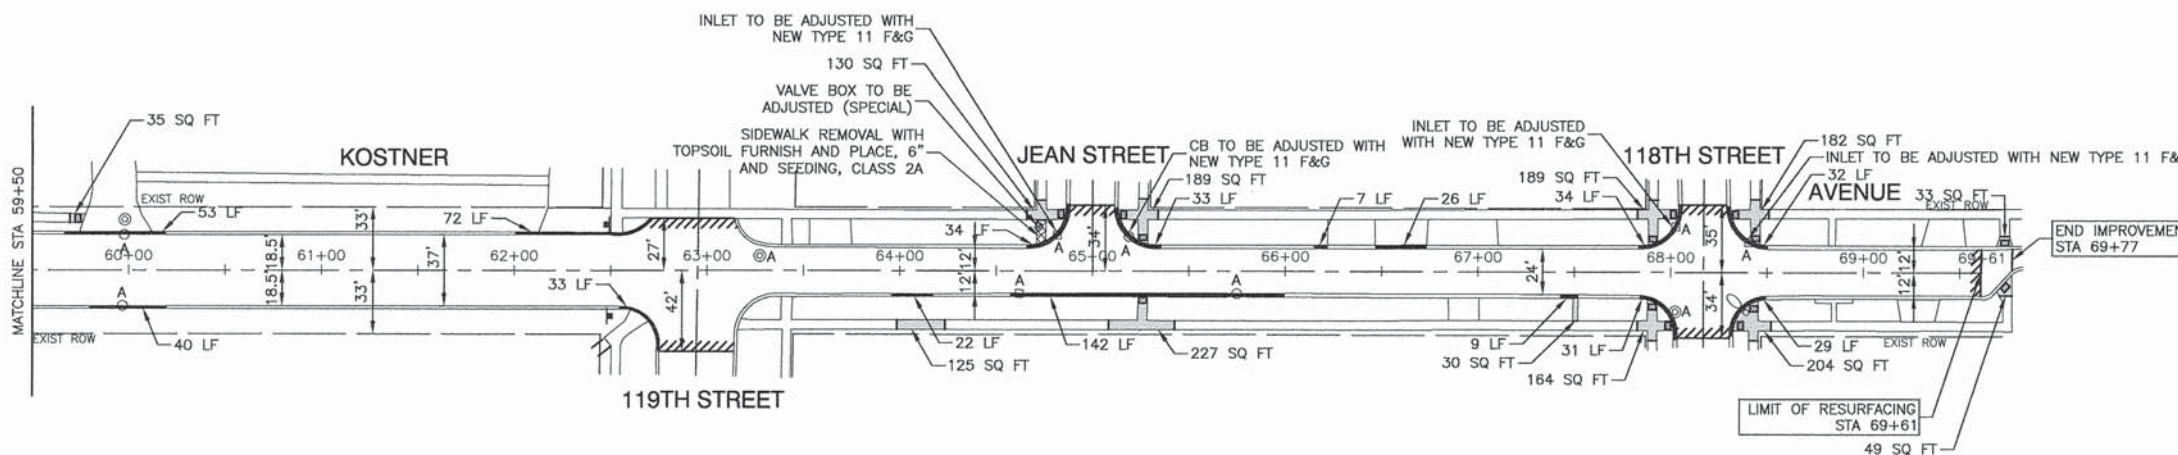 INLET TO BE ADJUSTED WITH
NEW TYPE 11 F&G
130 SQ FT
VALVE BOX TO BE
ADJUSTED (SPECIAL)
SIDEWALK REMOVAL WITH
TOPSOIL FURNISH AND PLACE, 6"
AND SEEDING, CLASS 2A
35 SQ FT
KOSTNER
JEAN STREET
CB TO BE ADJUSTED WITH
NEW TYPE 11 F&G
189 SQ FT
INLET TO BE ADJUSTED
WITH NEW TYPE 11 F&G
118TH STREET
182 SQ FT
INLET TO BE ADJUSTED WITH NEW TYPE 11 F&
32 LF
AVENUE
33 SQ FT
EXIST ROW
189 SQ FT
34 LF
EXIST ROW
53 LF
33'
72 LF
27'
34 LF
34'
33 LF
7 LF
26 LF
35'
A
A
A
A
A
A
A
END IMPROVEMEN
STA 69+77
MATCHLINE STA 59+50
60+00
18.5'
61+00
37'
62+00
63+00
64+00
12'
65+00
66+00
67+00
24'
68+00
69+00
12'
69+61
18.5'
33'
33 LF
42'
12'
34'
12'
A
A
A
A
EXIST ROW
40 LF
22 LF
125 SQ FT
142 LF
227 SQ FT
9 LF
30 SQ FT
31 LF
164 SQ FT
29 LF
204 SQ FT
EXIST ROW
119TH STREET
LIMIT OF RESURFACING
STA 69+61
49 SQ FT